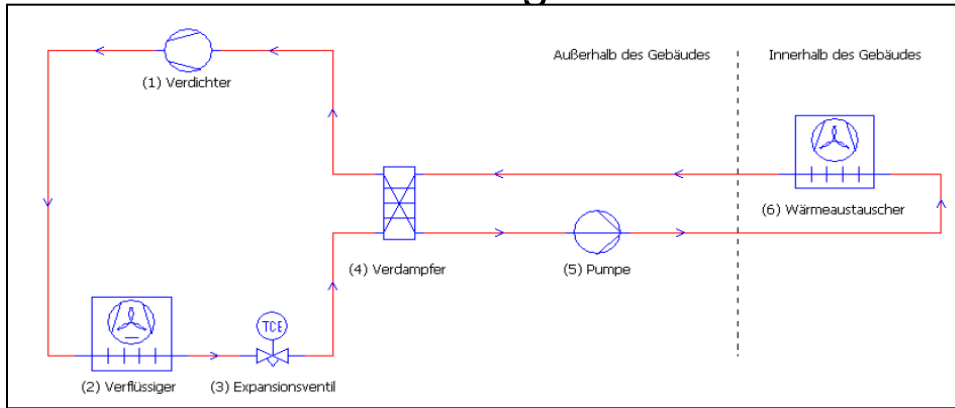 Außerhalb des Gebäudes
Innerhalb des Gebäudes
(1) Verdichter
(6) Wärmeaustauscher
(4) Verdampfer
(5) Pumpe
TCE
(2) Verflüssiger
(3) Expansionsventil